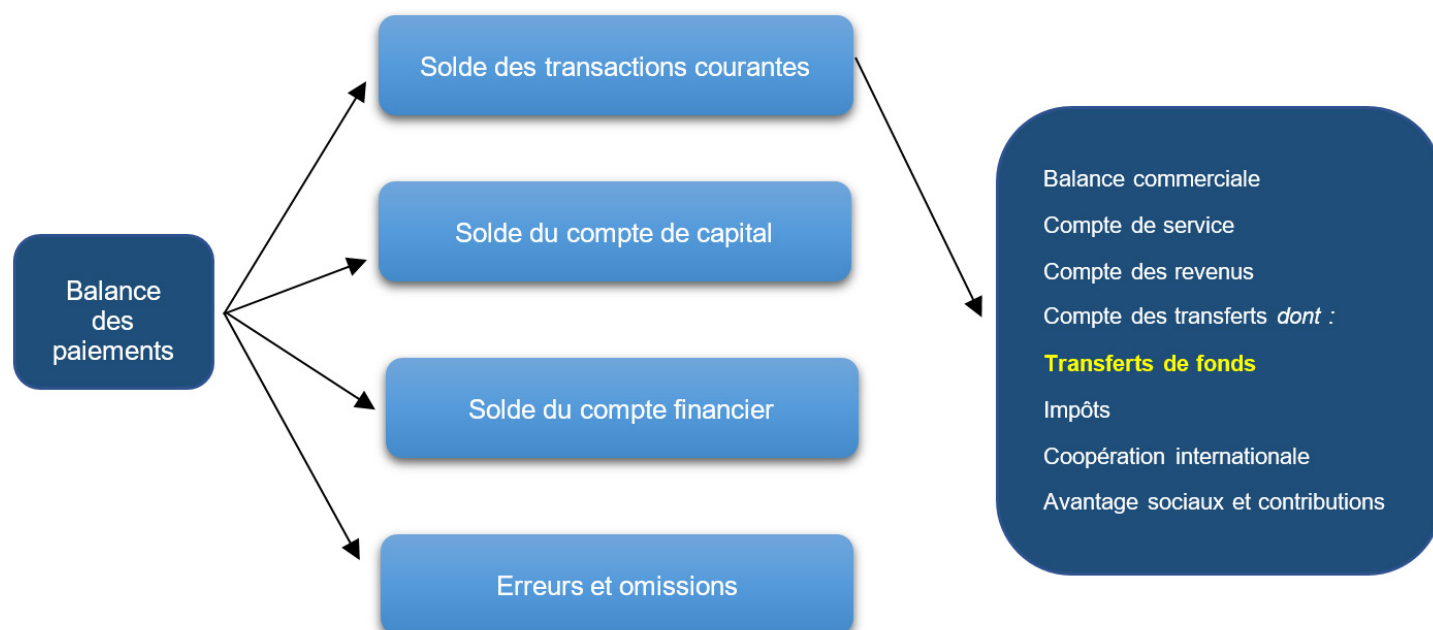 Balance
des
paiements
Solde des transactions courantes
Solde du compte de capital
Solde du compte financier
Erreurs et omissions
Balance commerciale
Compte de service
Compte des revenus
Compte des transferts dont :
Transferts de fonds
Impôts
Coopération internationale
Avantage sociaux et contributions